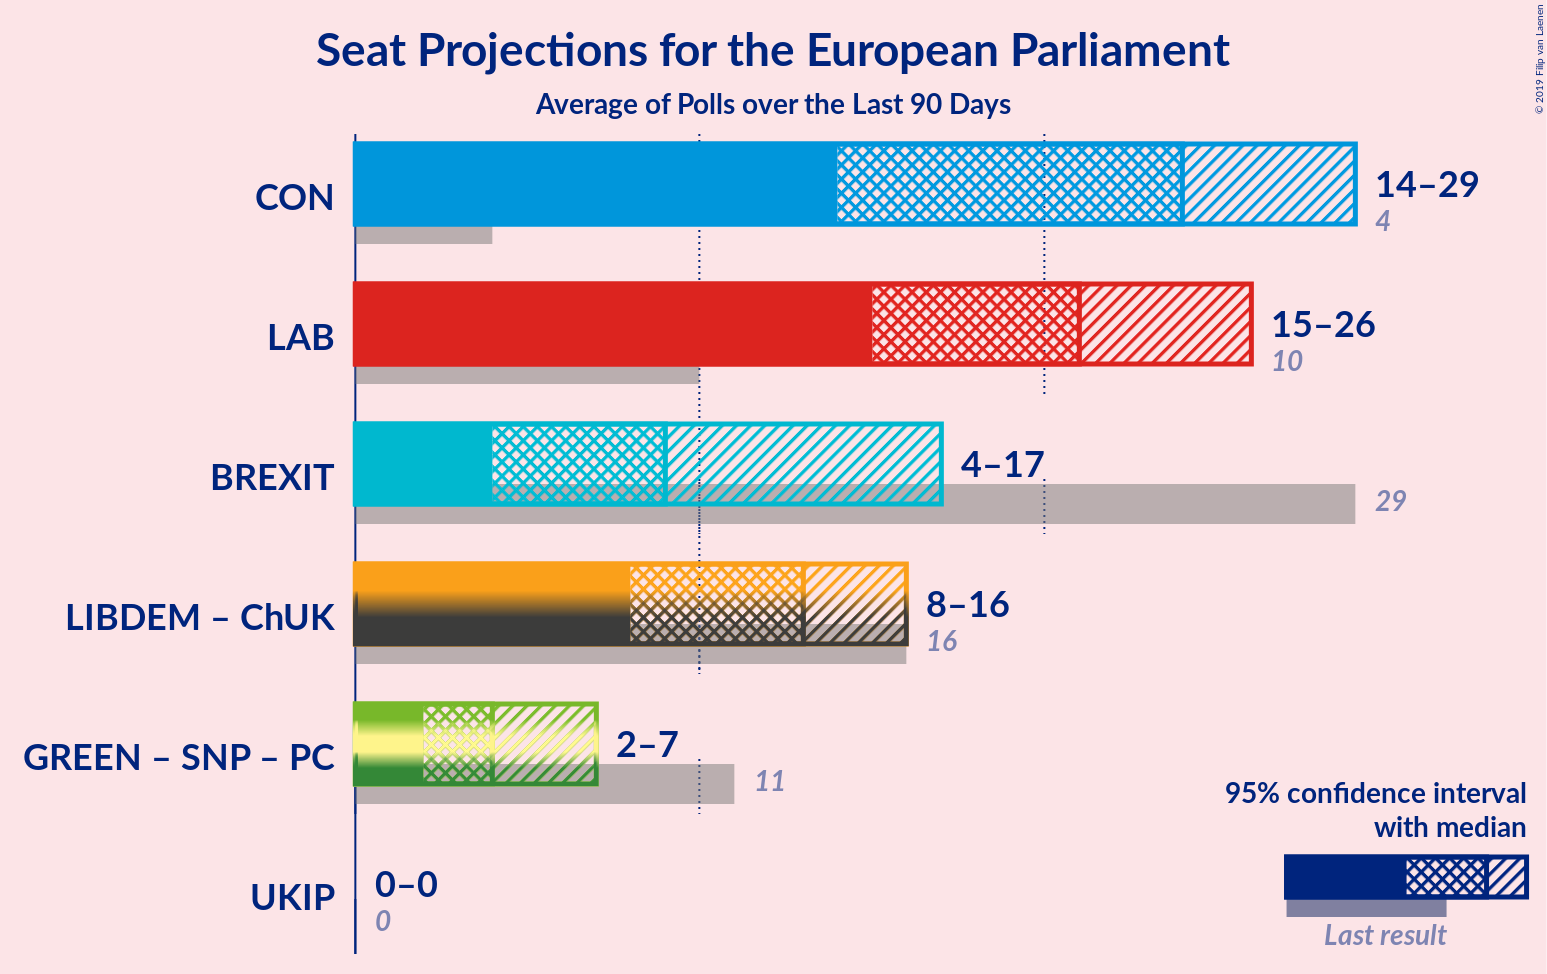 Seat Projections for the European Parliament
Average of Polls over the Last 90 Days
© 2019 Filip van Laenen
CON
14–29
4
LAB
15–26
10
BREXIT
4–17
29
LIBDEM – ChUK
8–16
16
GREEN – SNP – PC
2–7
11
UKIP
0–0
0
95% confidence interval
with median
Last result